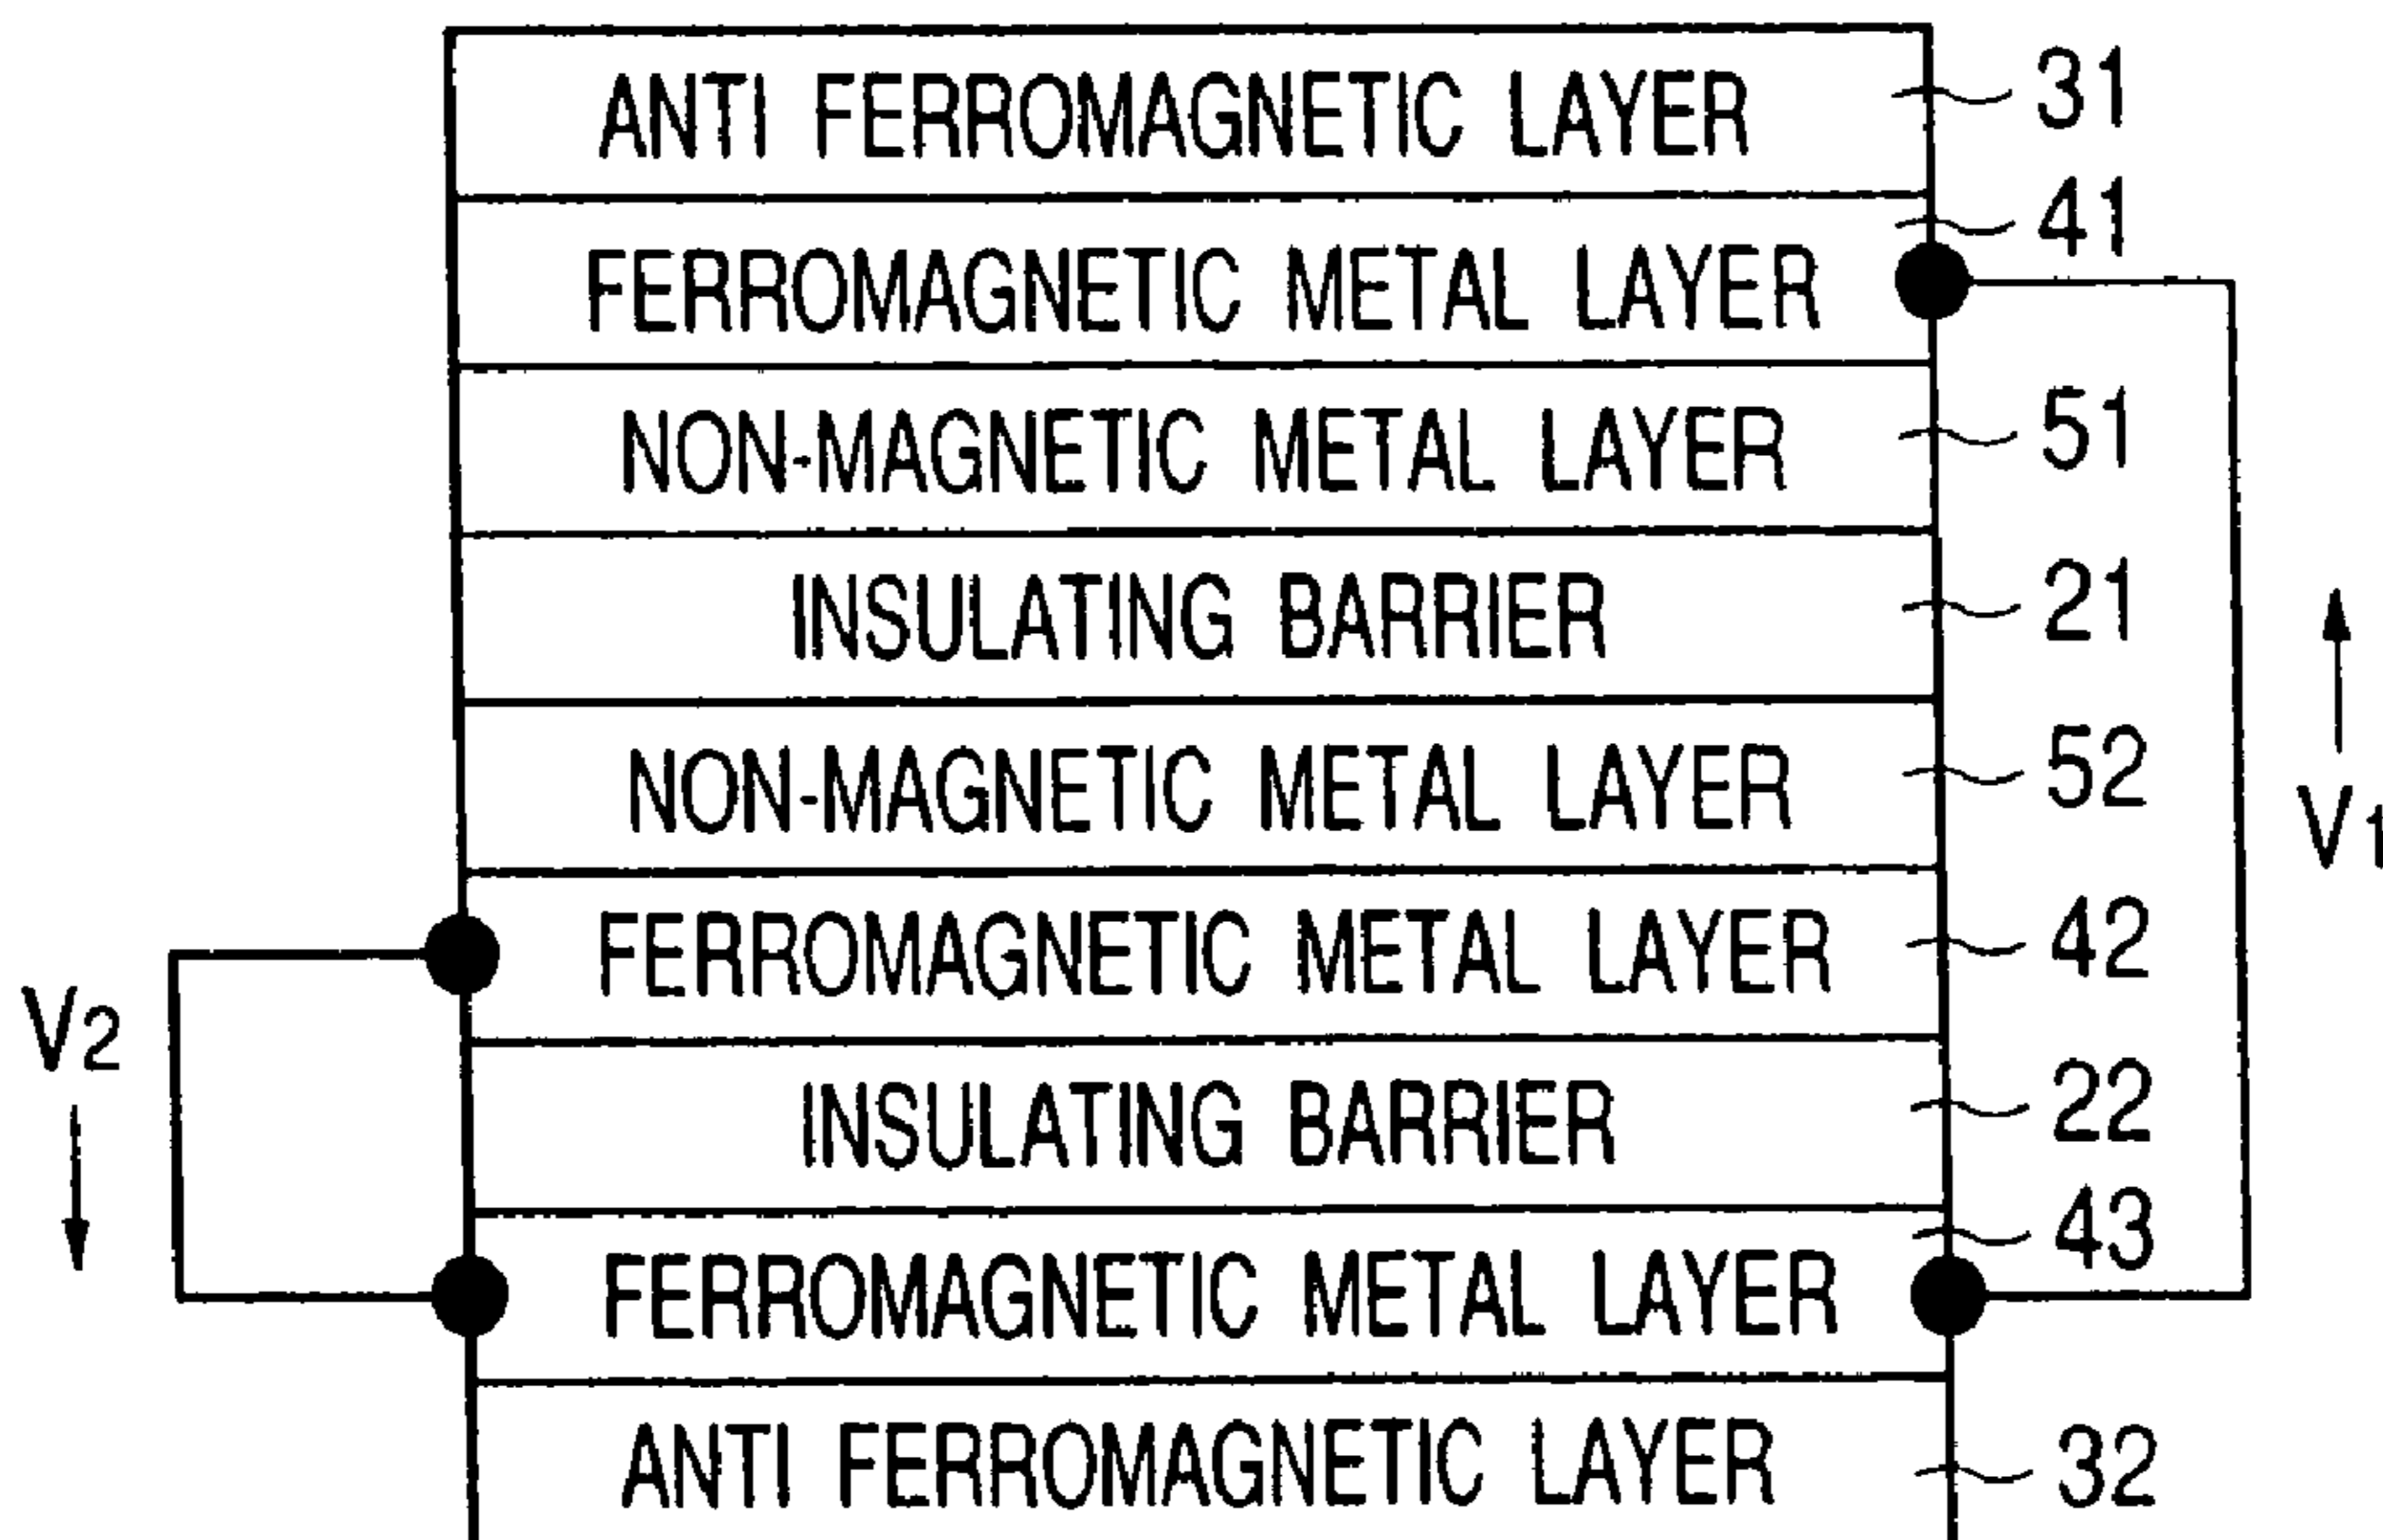 ANTI FERROMAGNETIC LAYER 31
41
FERROMAGNETIC METAL LAYER
NON-MAGNETIC METAL LAYER 51
INSULATING BARRIER 21
NON-MAGNETIC METAL LAYER 52
V1
FERROMAGNETIC METAL LAYER 42
V2
INSULATING BARRIER 22
43
FERROMAGNETIC METAL LAYER
ANTI FERROMAGNETIC LAYER 32